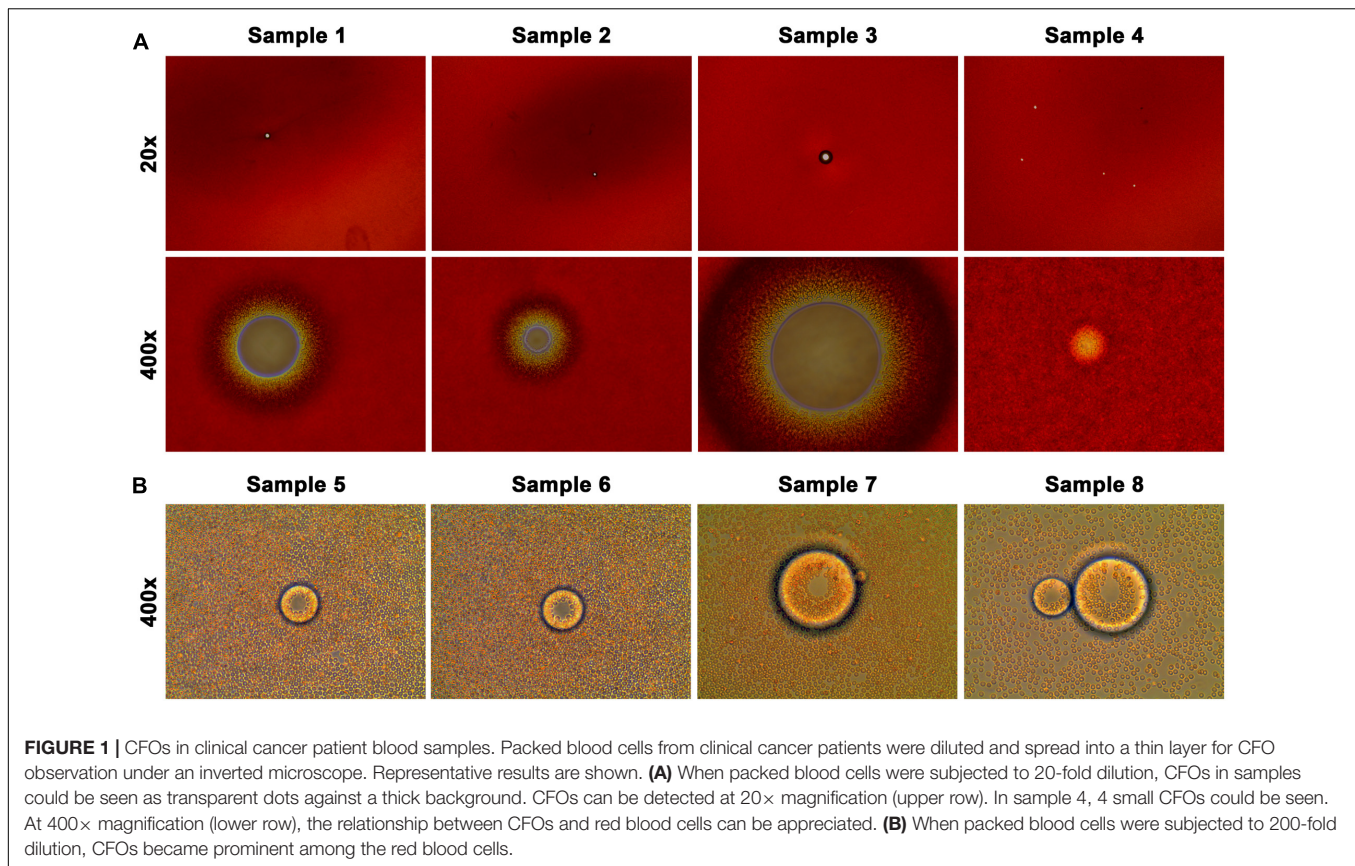 A
Sample 1 Sample 2 Sample 3 Sample 4
20x
400x
B
Sample 5 Sample 6 Sample 7 Sample 8
400x
FIGURE 1 | CFOs in clinical cancer patient blood samples. Packed blood cells from clinical cancer patients were diluted and spread into a thin layer for CFO
observation under an inverted microscope. Representative results are shown. (A) When packed blood cells were subjected to 20-fold dilution, CFOs in samples
could be seen as transparent dots against a thick background. CFOs can be detected at 20× magnification (upper row). In sample 4, 4 small CFOs could be seen.
At 400× magnification (lower row), the relationship between CFOs and red blood cells can be appreciated. (B) When packed blood cells were subjected to 200-fold
dilution, CFOs became prominent among the red blood cells.